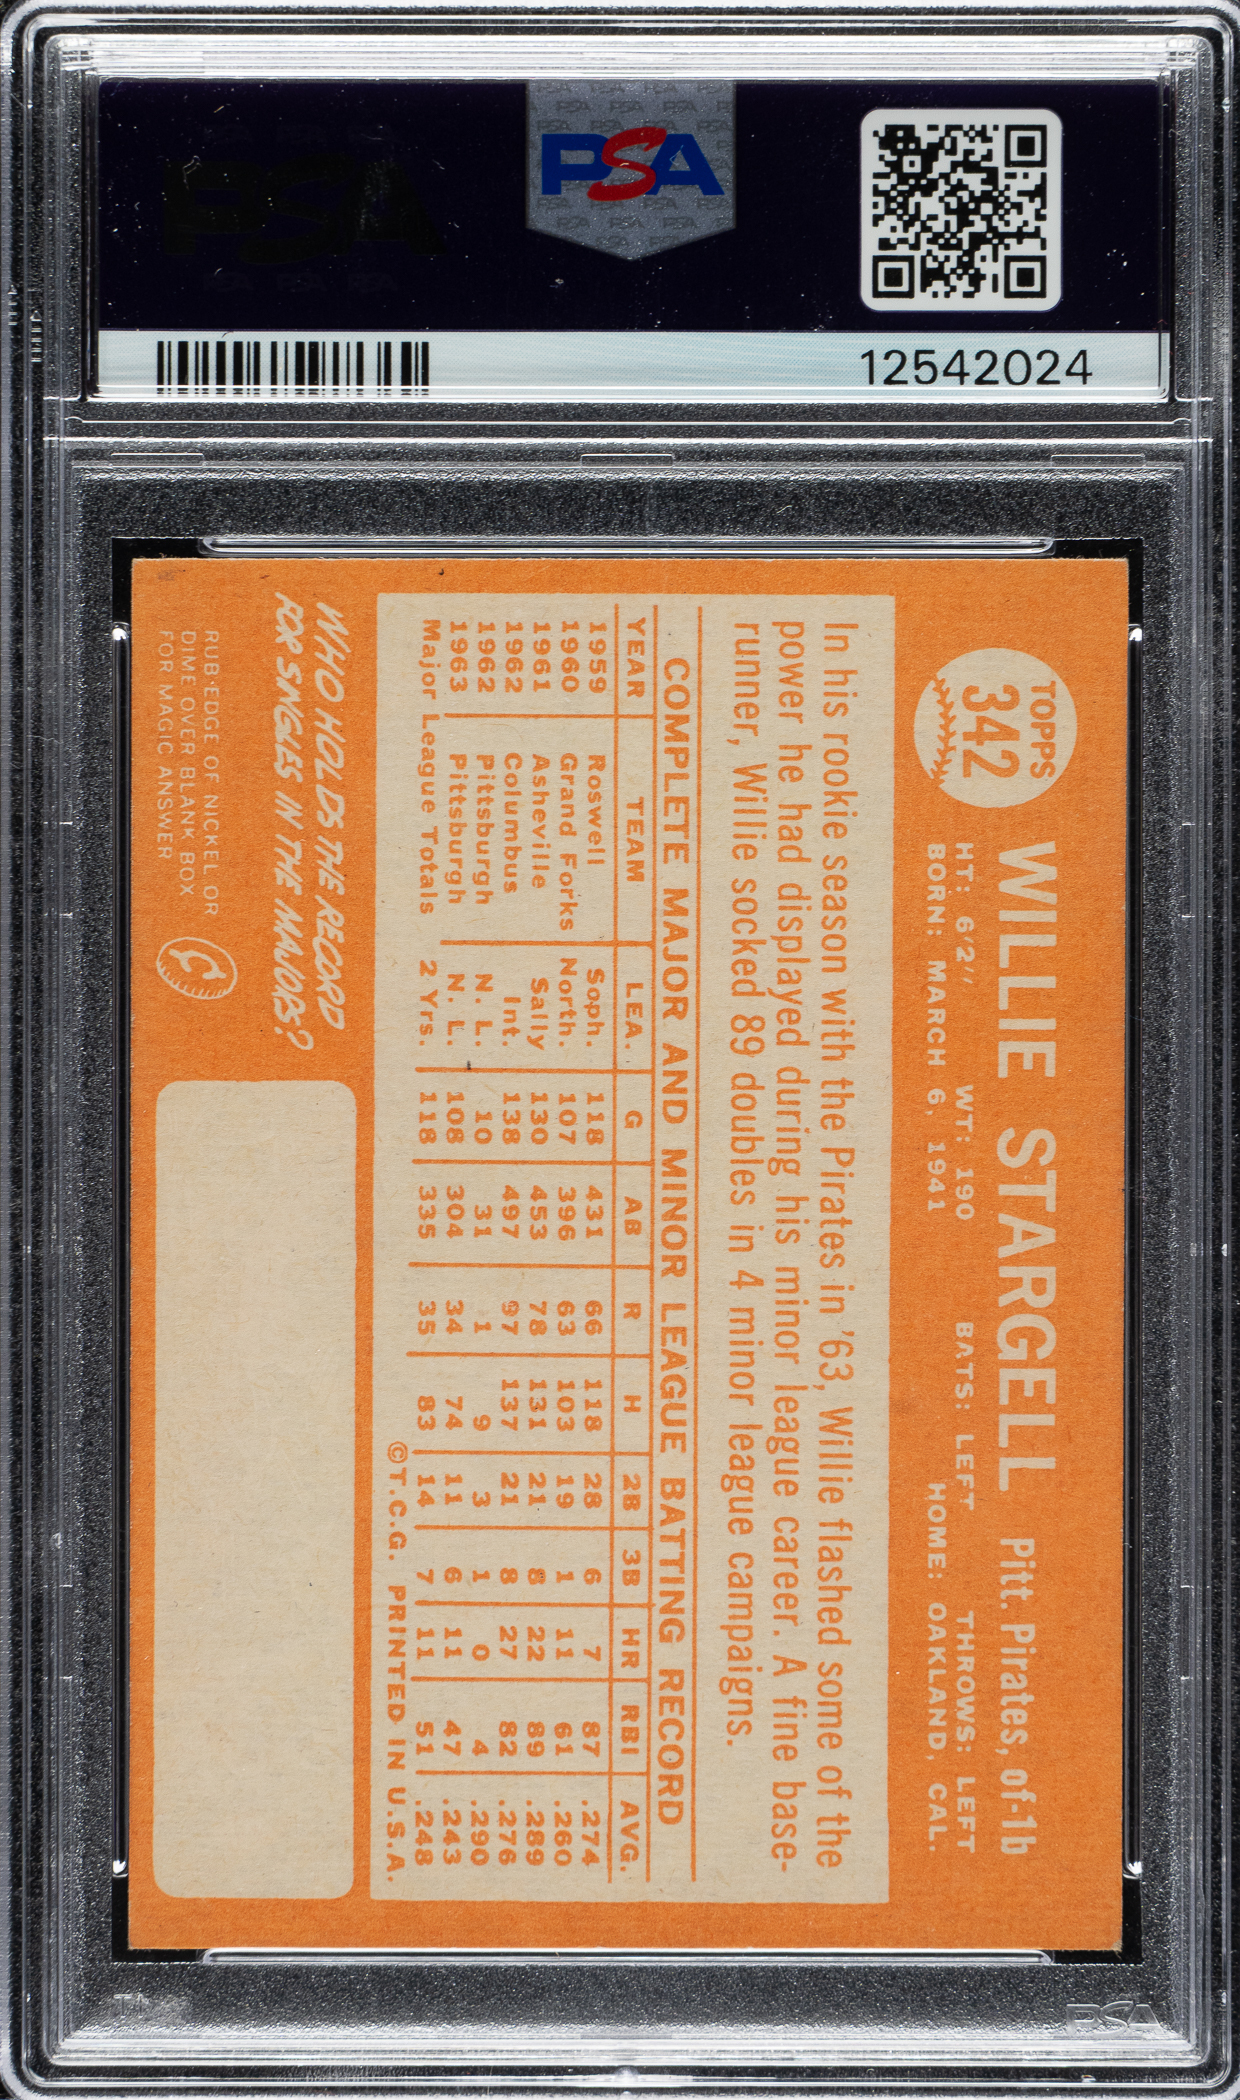 PSA
12542024
TOPPS
342
WILLIE STARGELL Pitt. Pirates, of-1b
HT: 6'2" WT: 190 BATS: LEFT THROWS: LEFT
BORN: MARCH 6, 1941 HOME: OAKLAND, CAL.
In his rookie season with the Pirates in '63, Willie flashed some of the
power he had displayed during his minor league career. A fine base-
runner, Willie socked 89 doubles in 4 minor league campaigns.
COMPLETE MAJOR AND MINOR LEAGUE BATTING RECORD
YEAR TEAM LEA. G AB R H 2B 3B HR RBI AVG.
1959 Roswell Soph. 118 431 66 118 28 6 7 87 .274
1960 Grand Forks North. 107 396 63 103 19 1 11 61 .260
1961 Asheville Sally 130 453 78 131 21 8 22 89 .289
1962 Columbus Int. 138 497 97 137 21 8 27 82 .276
1962 Pittsburgh N. L. 10 31 1 9 3 1 0 4 .290
1963 Pittsburgh N. L. 108 304 34 74 11 6 11 47 .243
Major League Totals 2 Yrs. 118 335 35 83 14 7 11 51 .248
©T.C.G. PRINTED IN U.S.A.
WHO HOLDS THE RECORD
FOR SINGLES IN THE MAJORS?
RUB EDGE OF NICKEL OR
DIME OVER BLANK BOX
FOR MAGIC ANSWER
PSA